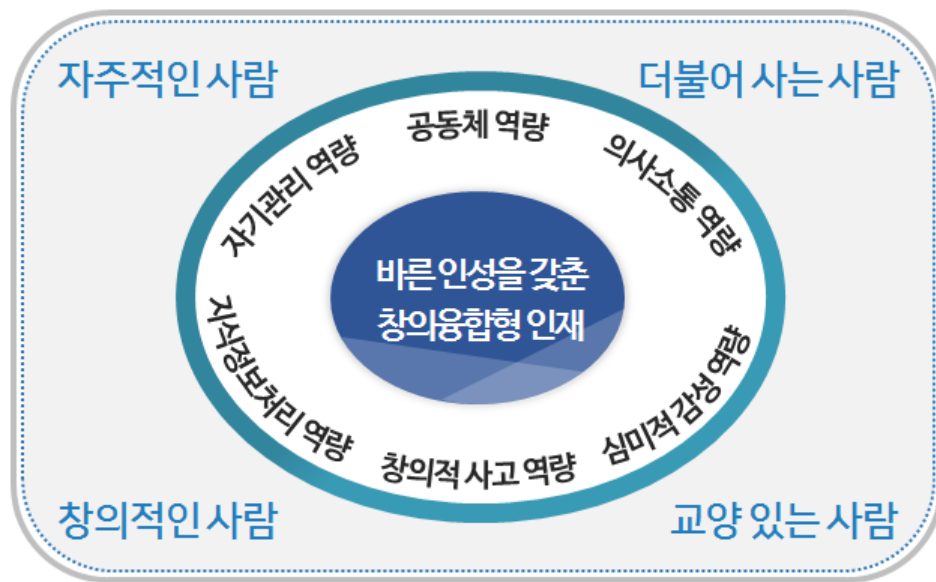 자주적인 사람
더불어 사는 사람
공동체 역량
자기관리 역량
의사소통 역량
바른 인성을 갖춘
창의융합형 인재
지식정보처리 역량
심미적 감성 역량
창의적 사고 역량
창의적인 사람
교양 있는 사람